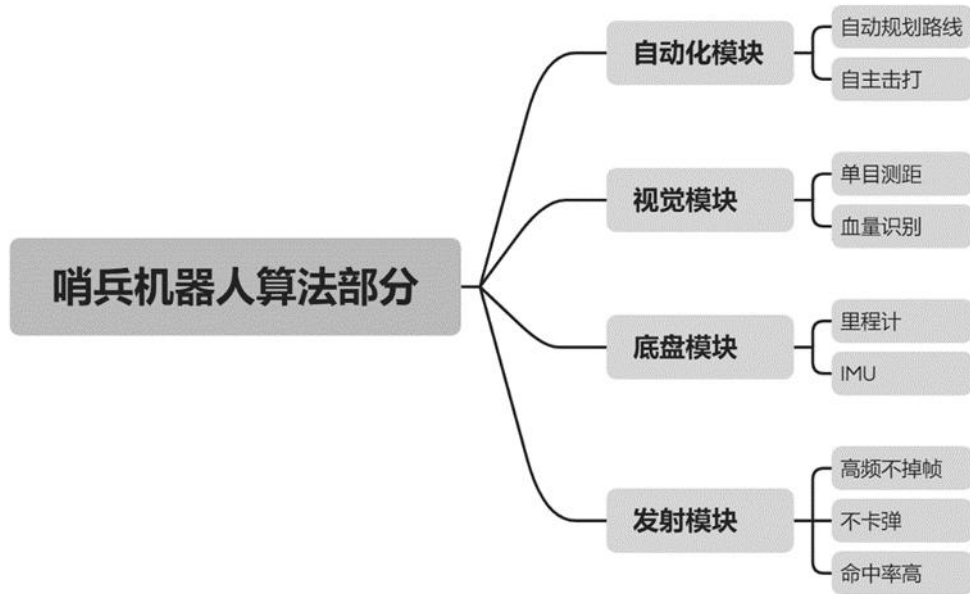 哨兵机器人算法部分
自动化模块
自动规划路线
自主击打
视觉模块
单目测距
血量识别
底盘模块
里程计
IMU
发射模块
高频不掉帧
不卡弹
命中率高